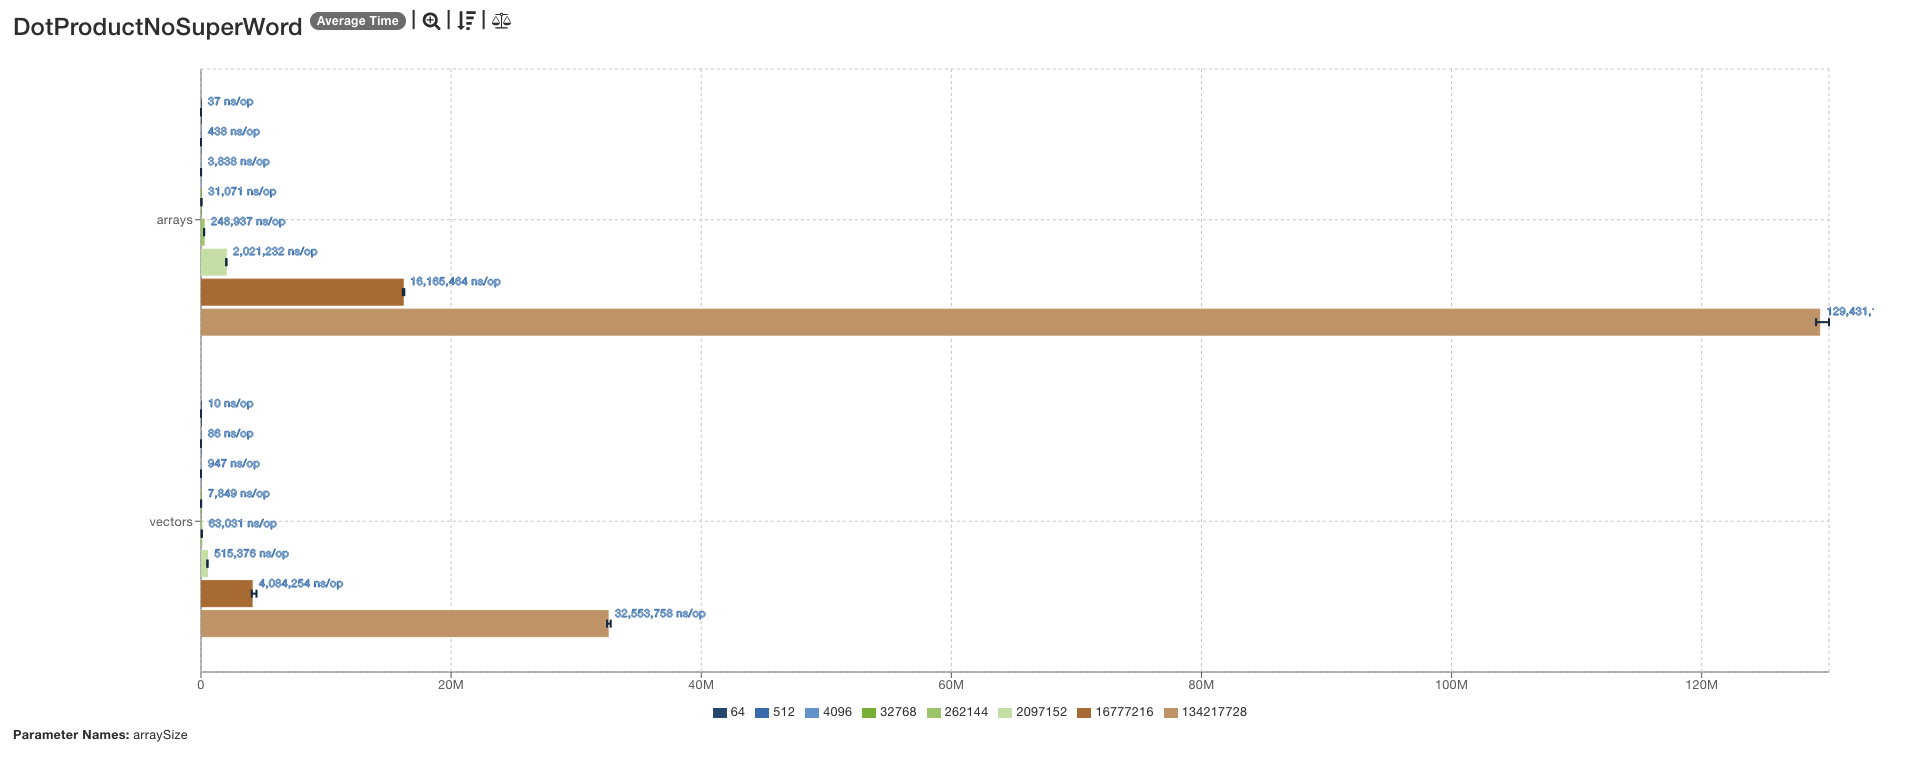 DotProductNoSuperWord Average Time
37 ns/op
438 ns/op
3,838 ns/op
31,071 ns/op
arrays
248,937 ns/op
2,021,232 ns/op
16,165,464 ns/op
129,431,
10 ns/op
86 ns/op
947 ns/op
7,849 ns/op
vectors
63,031 ns/op
515,376 ns/op
4,084,254 ns/op
32,553,758 ns/op
0 20M 40M 60M 80M 100M 120M
64 512 4096 32768 262144 2097152 16777216 134217728
Parameter Names: arraySize